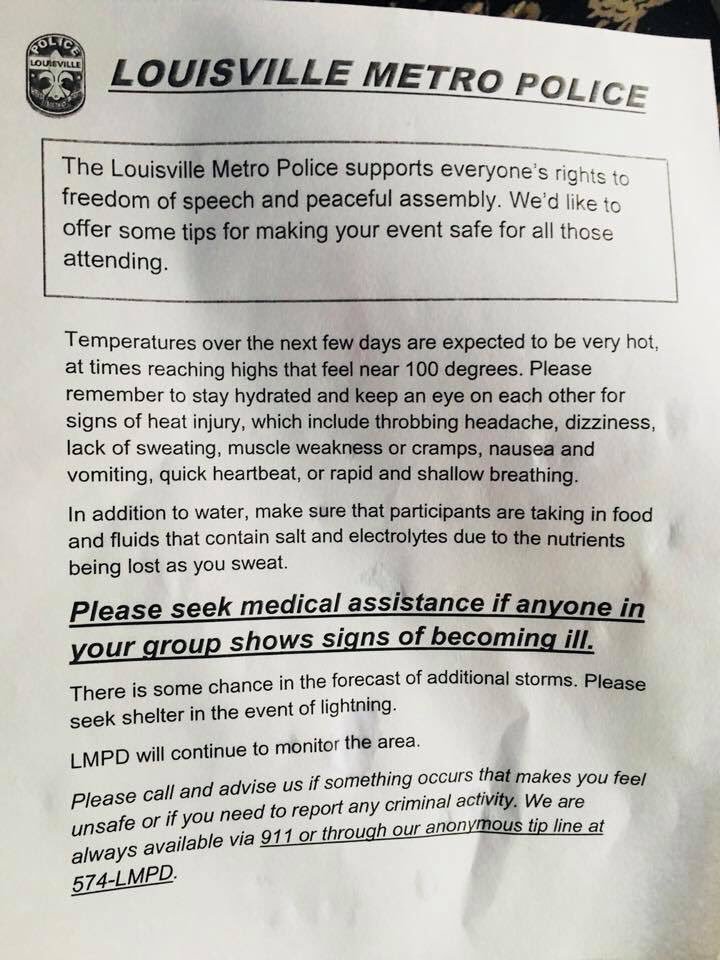 POLICE
LOUISVILLE
METRO
LOUISVILLE METRO POLICE
The Louisville Metro Police supports everyone's rights to
freedom of speech and peaceful assembly. We'd like to
offer some tips for making your event safe for all those
attending.
Temperatures over the next few days are expected to be very hot,
at times reaching highs that feel near 100 degrees. Please
remember to stay hydrated and keep an eye on each other for
signs of heat injury, which include throbbing headache, dizziness,
lack of sweating, muscle weakness or cramps, nausea and
vomiting, quick heartbeat, or rapid and shallow breathing.
In addition to water, make sure that participants are taking in food
and fluids that contain salt and electrolytes due to the nutrients
being lost as you sweat.
Please seek medical assistance if anyone in
your group shows signs of becoming ill.
There is some chance in the forecast of additional storms. Please
seek shelter in the event of lightning.
LMPD will continue to monitor the area.
Please call and advise us if something occurs that makes you feel
unsafe or if you need to report any criminal activity. We are
always available via 911 or through our anonymous tip line at
574-LMPD.